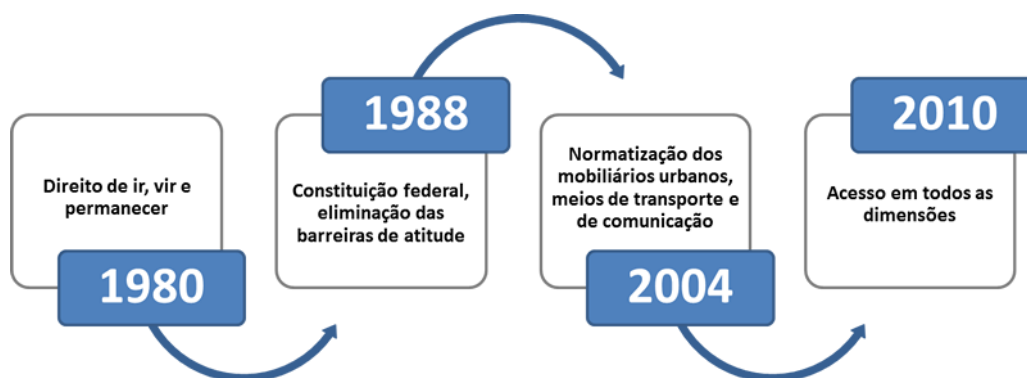 Direito de ir, vir e
permanecer
1980
1988
Constituição federal,
eliminação das
barreiras de atitude
Normatização dos
mobiliários urbanos,
meios de transporte e
de comunicação
2004
2010
Acesso em todos as
dimensões